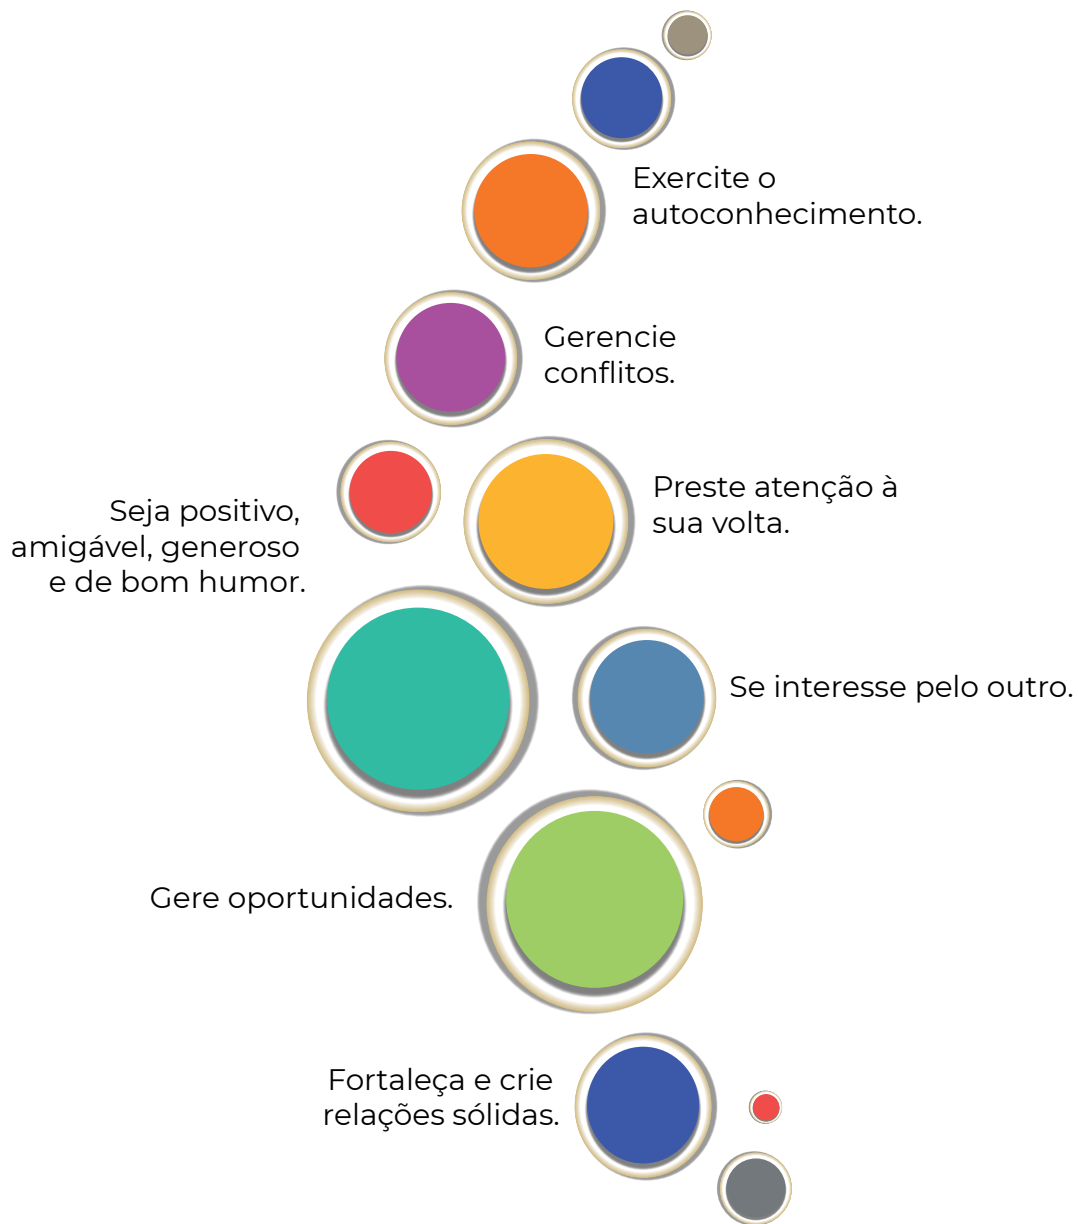 Exercite o
autoconhecimento.
Gerencie
conflitos.
Preste atenção à
sua volta.
Seja positivo,
amigável, generoso
e de bom humor.
Se interesse pelo outro.
Gere oportunidades.
Fortaleça e crie
relações sólidas.